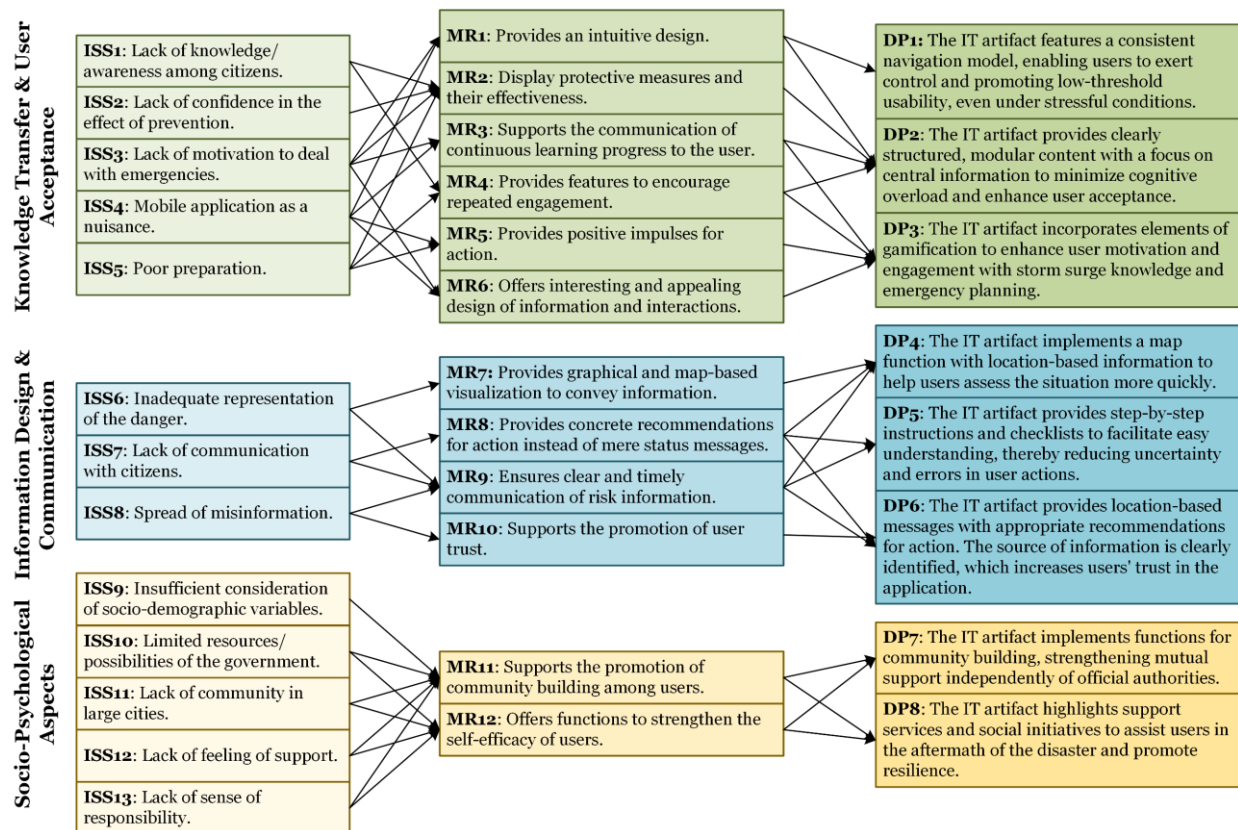 Knowledge Transfer & User
Acceptance
ISS1: Lack of knowledge/
awareness among citizens.
ISS2: Lack of confidence in the
effect of prevention.
ISS3: Lack of motivation to deal
with emergencies.
ISS4: Mobile application as a
nuisance.
ISS5: Poor preparation.
MR1: Provides an intuitive design.
MR2: Display protective measures and
their effectiveness.
MR3: Supports the communication of
continuous learning progress to the user.
MR4: Provides features to encourage
repeated engagement.
MR5: Provides positive impulses for
action.
MR6: Offers interesting and appealing
design of information and interactions.
DP1: The IT artifact features a consistent
navigation model, enabling users to exert
control and promoting low-threshold
usability, even under stressful conditions.
DP2: The IT artifact provides clearly
structured, modular content with a focus on
central information to minimize cognitive
overload and enhance user acceptance.
DP3: The IT artifact incorporates elements of
gamification to enhance user motivation and
engagement with storm surge knowledge and
emergency planning.
Information Design &
Communication
ISS6: Inadequate representation
of the danger.
ISS7: Lack of communication
with citizens.
ISS8: Spread of misinformation.
MR7: Provides graphical and map-based
visualization to convey information.
MR8: Provides concrete recommendations
for action instead of mere status messages.
MR9: Ensures clear and timely
communication of risk information.
MR10: Supports the promotion of user
trust.
DP4: The IT artifact implements a map
function with location-based information to
help users assess the situation more quickly.
DP5: The IT artifact provides step-by-step
instructions and checklists to facilitate easy
understanding, thereby reducing uncertainty
and errors in user actions.
DP6: The IT artifact provides location-based
messages with appropriate recommendations
for action. The source of information is clearly
identified, which increases users' trust in the
application.
Socio-Psychological
Aspects
ISS9: Insufficient consideration
of socio-demographic variables.
ISS10: Limited resources/
possibilities of the government.
ISS11: Lack of community in
large cities.
ISS12: Lack of feeling of support.
ISS13: Lack of sense of
responsibility.
MR11: Supports the promotion of
community building among users.
MR12: Offers functions to strengthen the
self-efficacy of users.
DP7: The IT artifact implements functions for
community building, strengthening mutual
support independently of official authorities.
DP8: The IT artifact highlights support
services and social initiatives to assist users
in the aftermath of the disaster and promote
resilience.